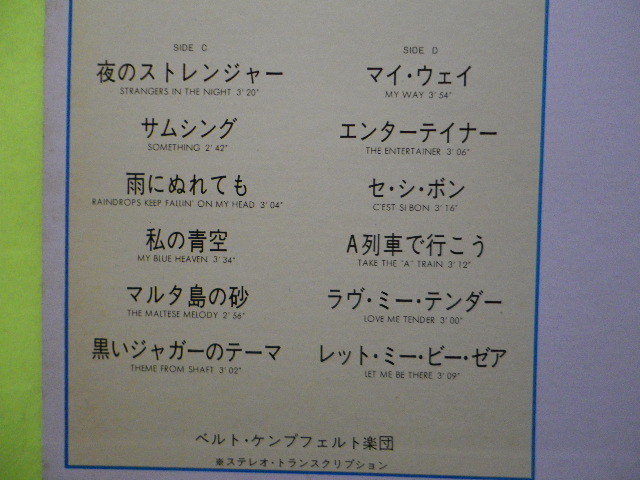 SIDE C
夜のストレンジャー
STRANGERS IN THE NIGHT 3'20"
サムシング
SOMETHING 2'42"
雨にぬれても
RAINDROPS KEEP FALLIN' ON MY HEAD 3'04"
私の青空
MY BLUE HEAVEN 3'34"
マルタ島の砂
THE MALTESE MELODY 2'56"
黒いジャガーのテーマ
THEME FROM SHAFT 3'02"
SIDE D
マイ・ウェイ
MY WAY 3'54"
エンターテイナー
THE ENTERTAINER 3'06"
セ・シ・ボン
C'EST SI BON 3'16"
A列車で行こう
TAKE THE "A" TRAIN 3'12"
ラヴ・ミー・テンダー
LOVE ME TENDER 3'00"
レット・ミー・ビー・ゼア
LET ME BE THERE 3'09"
ベルト・ケンプフェルト楽団
※ステレオ・トランスクリプション